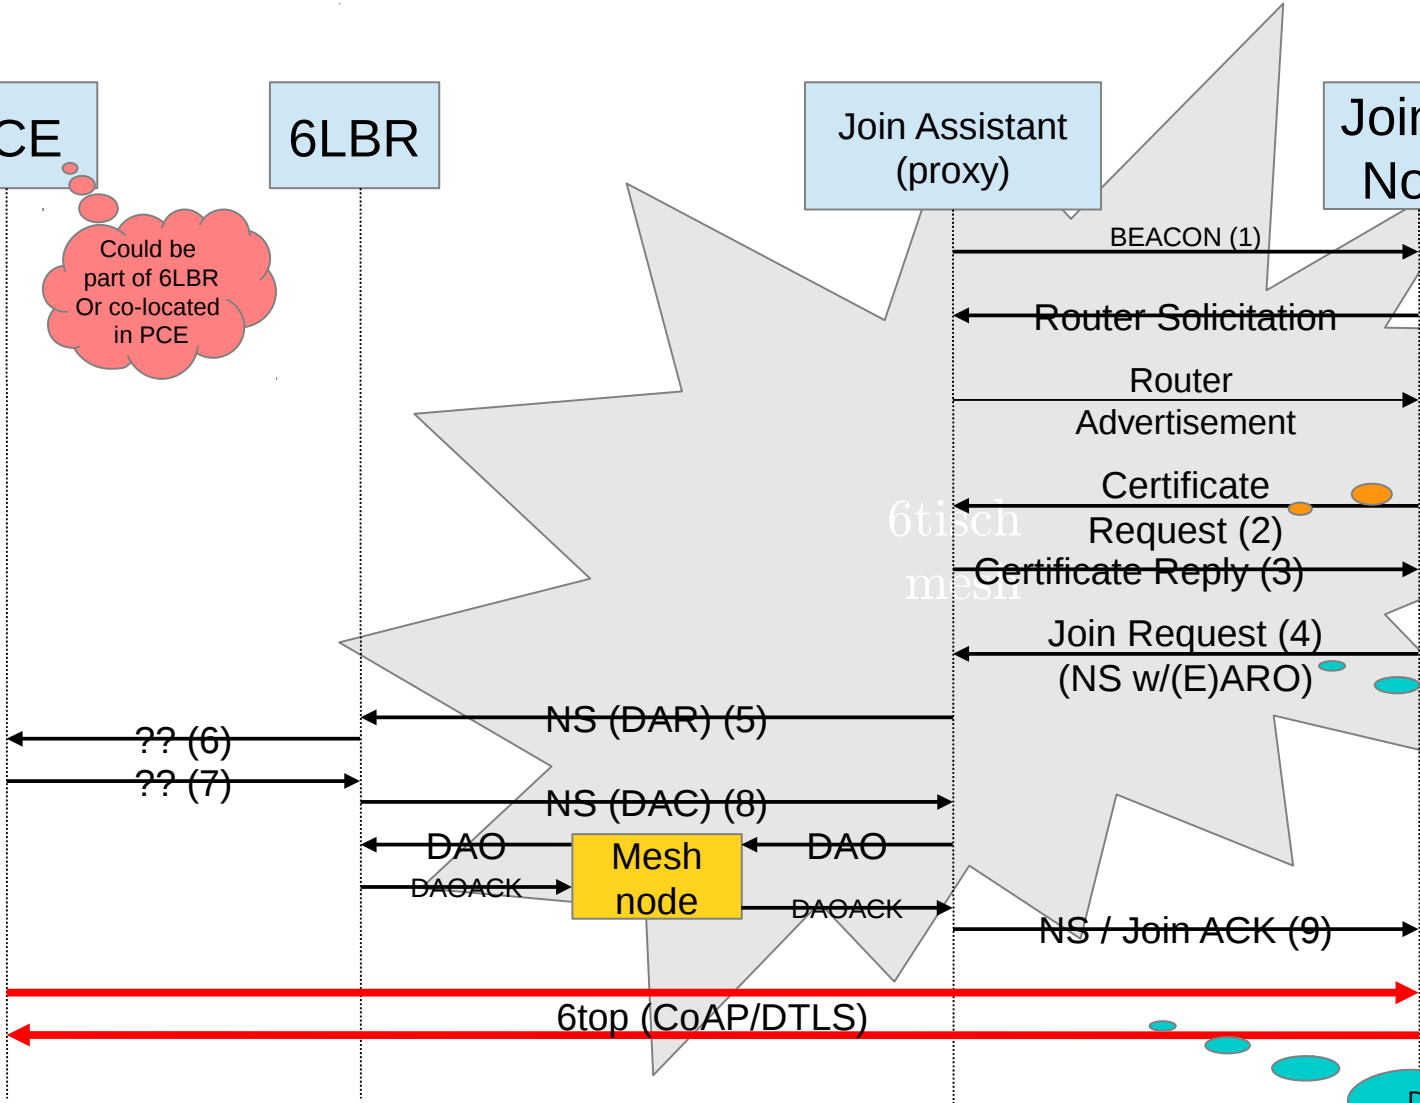 CE
6LBR
Join Assistant
(proxy)
Join
No
Could be
part of 6LBR
Or co-located
in PCE
BEACON (1)
Router Solicitation
Router
Advertisement
6tisch
mesh
Certificate
Request (2)
Certificate Reply (3)
Join Request (4)
(NS w/(E)ARO)
NS (DAR) (5)
?? (6)
?? (7)
NS (DAC) (8)
DAO
Mesh
node
DAO
DAOACK
DAOACK
NS / Join ACK (9)
6top (CoAP/DTLS)